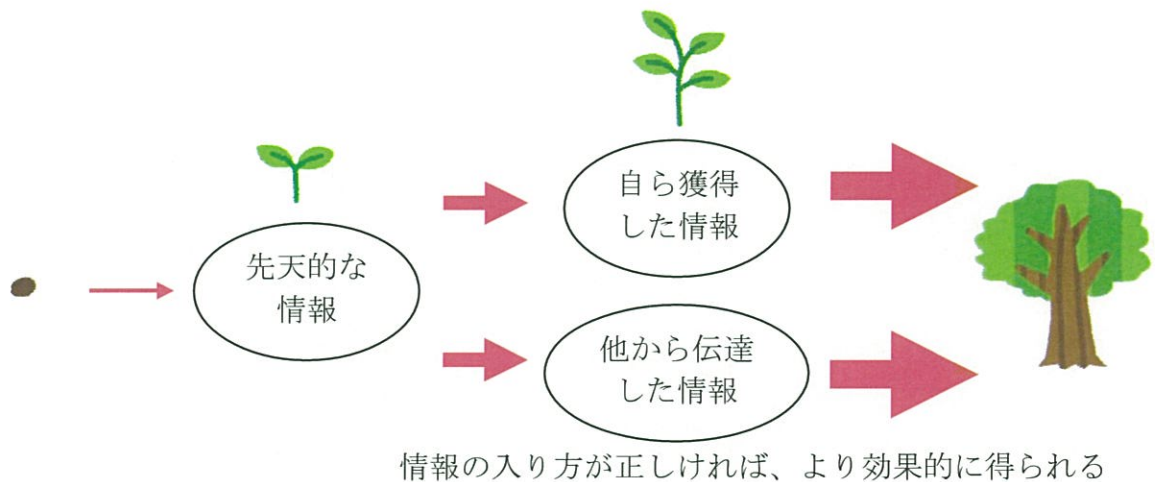 先天的な
情報
自ら獲得
した情報
他から伝達
した情報
情報の入り方が正しければ、より効果的に得られる